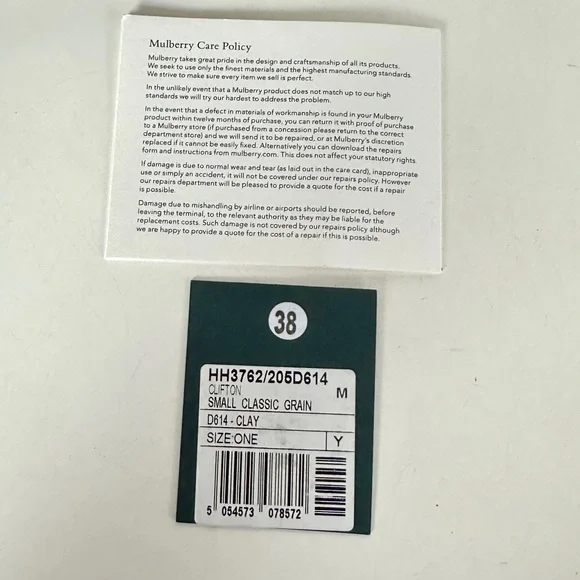 Mulberry Care Policy
Mulberry takes great pride in the design and craftsmanship of all its products.
We seek to use only the finest materials and the highest manufacturing standards.
We strive to make sure every item we sell is perfect.
In the unlikely event that a Mulberry product does not match up to our high
standards we will try our hardest to address the problem.
In the event that a defect in materials of workmanship is found in your Mulberry
product within twelve months of purchase, you can return it with proof of purchase
to a Mulberry store (if purchased from a concession please return to the correct
department store) and we will send it to be repaired, or at Mulberry's discretion
replaced if it cannot be easily fixed. Alternatively you can download the repairs
form and instructions from mulberry.com. This does not affect your statutory rights.
If damage is due to normal wear and tear (as laid out in the care card), inappropriate
use or simply an accident, it will not be covered under our repairs policy. However
our repairs department will be pleased to provide a quote for the cost if a repair
is possible.
Damage due to mishandling by airline or airports should be reported, before
leaving the terminal, to the relevant authority as they may be liable for the
replacement costs. Such damage is not covered by our repairs policy although
we are happy to provide a quote for the cost of a repair if this is possible.
38
HH3762/205D614
CLIFTON M
SMALL CLASSIC GRAIN
D614 - CLAY
SIZE:ONE Y
5 054573 078572